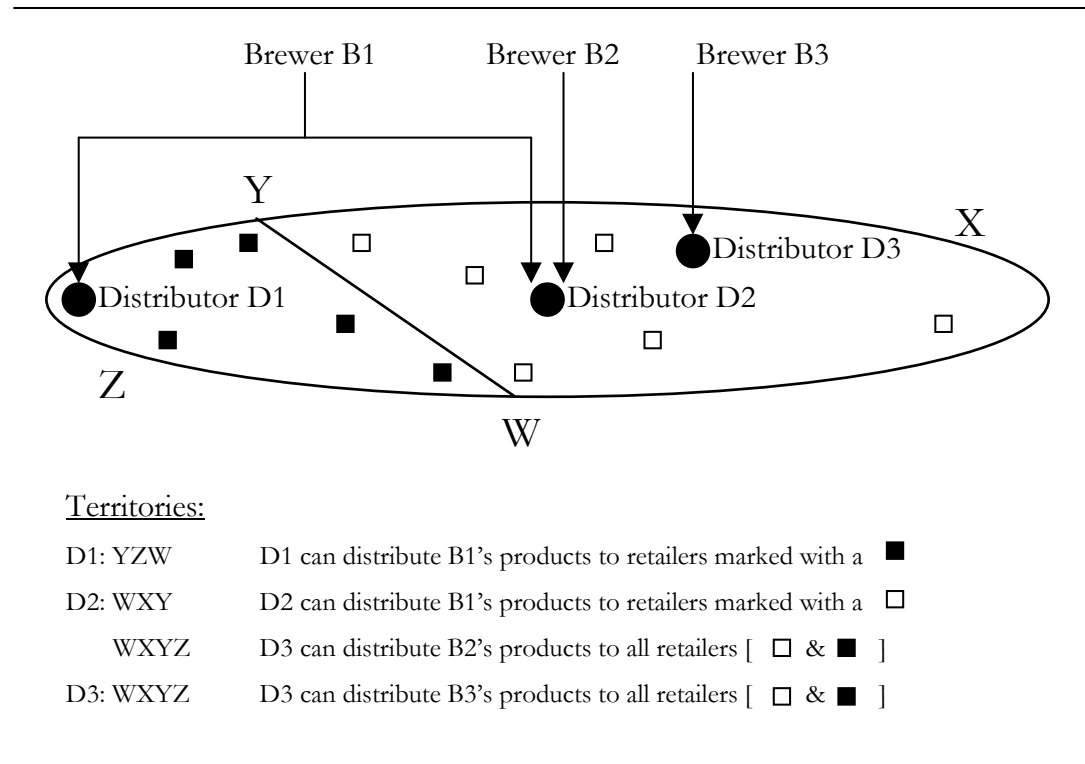 Brewer B1 Brewer B2 Brewer B3
Y
X
Distributor D3
Distributor D1 Distributor D2
Z
W
Territories:
D1: YZW D1 can distribute B1's products to retailers marked with a ■
D2: WXY D2 can distribute B1's products to retailers marked with a □
WXYZ D3 can distribute B2's products to all retailers [ □ & ■ ]
D3: WXYZ D3 can distribute B3's products to all retailers [ □ & ■ ]